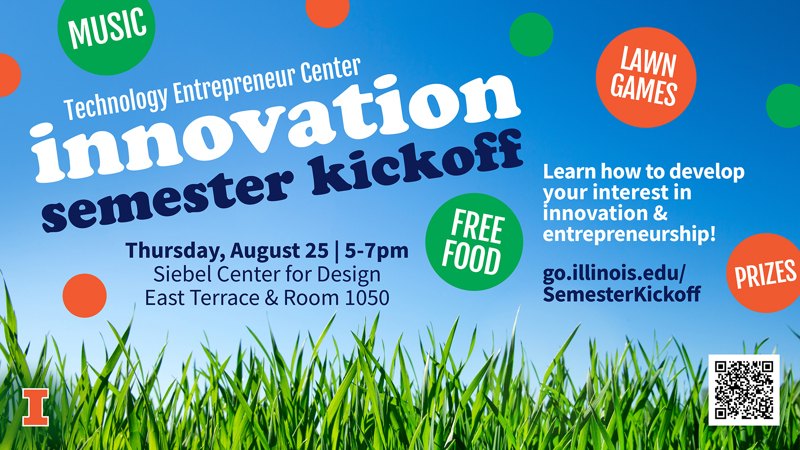 MUSIC
Technology Entrepreneur Center
innovation
semester kickoff
Thursday, August 25 | 5-7pm
Siebel Center for Design
East Terrace & Room 1050
FREE
FOOD
LAWN
GAMES
Learn how to develop
your interest in
innovation &
entrepreneurship!
go.illinois.edu/
SemesterKickoff
PRIZES
I